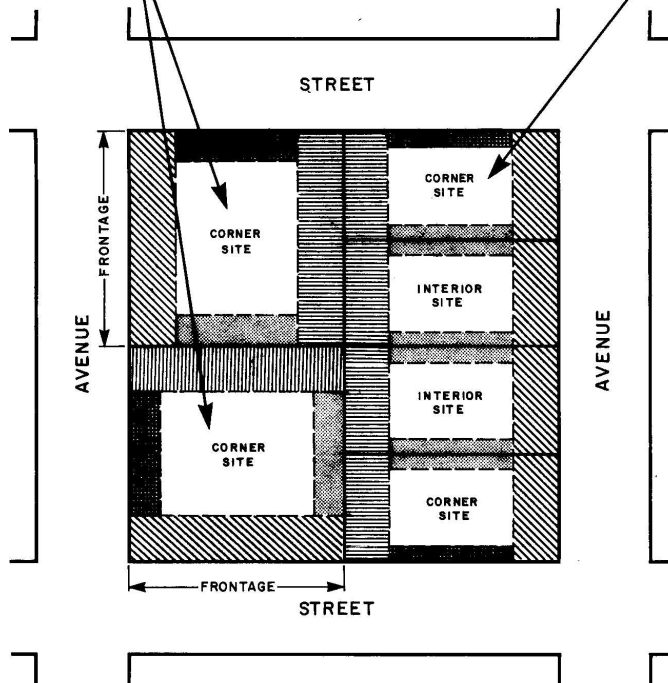 STREET
CORNER
SITE
FRONTAGE
CORNER
SITE
INTERIOR
SITE
AVENUE
AVENUE
INTERIOR
SITE
CORNER
SITE
CORNER
SITE
FRONTAGE
STREET